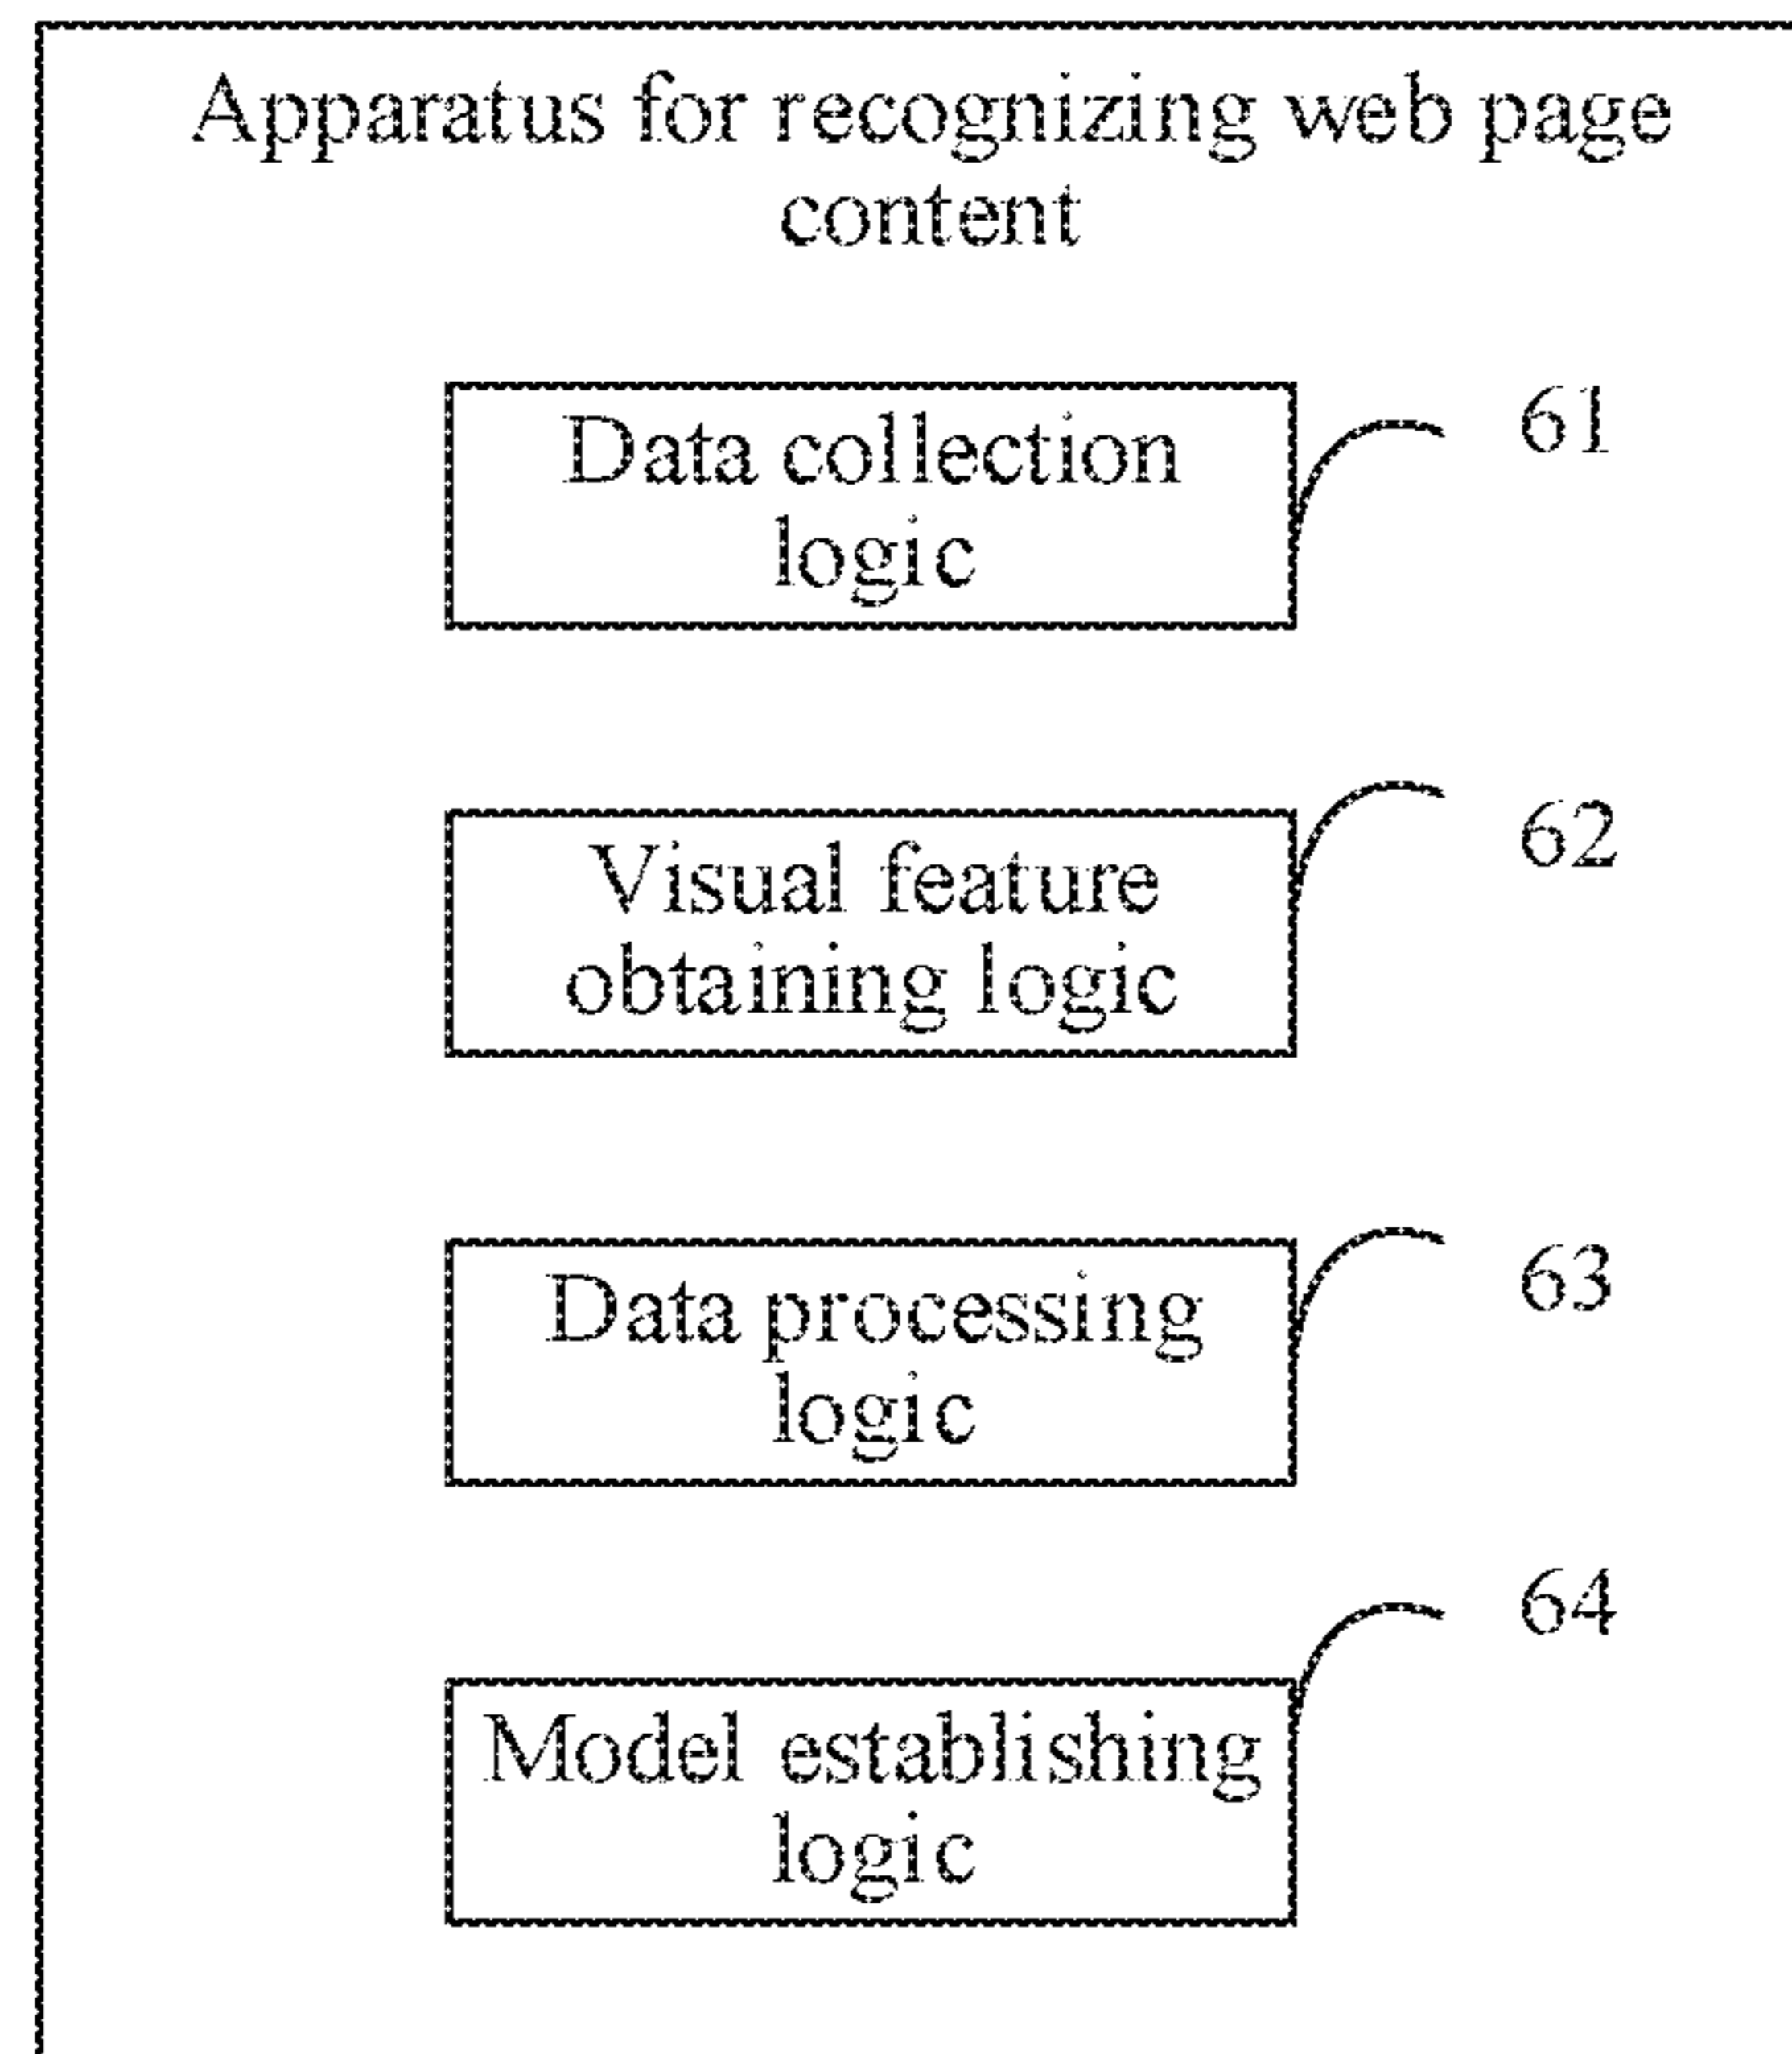 Apparatus for recognizing web page
content
Data collection
logic
61
Visual feature
obtaining logic
62
Data processing
logic
63
Model establishing
logic
64